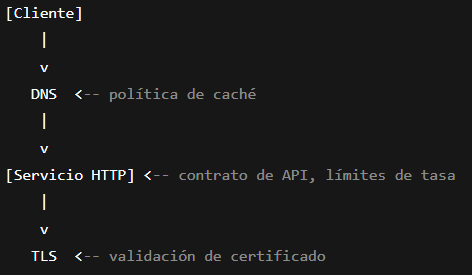 [Cliente]
|
v
DNS <-- política de caché
|
v
[Servicio HTTP] <-- contrato de API, límites de tasa
|
v
TLS <-- validación de certificado